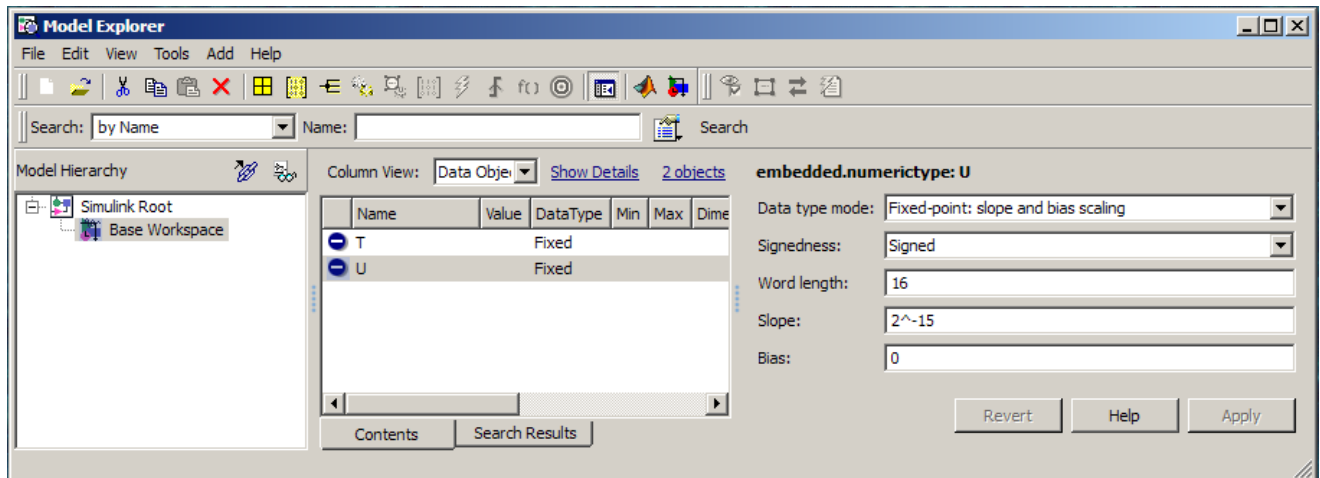 Model Explorer
File Edit View Tools Add Help
Search: by Name Name: Search
Model Hierarchy
Simulink Root
Base Workspace
Column View: Data Obje Show Details 2 objects
Name Value DataType Min Max Dime
T Fixed
U Fixed
Contents Search Results
embedded.numerictype: U
Data type mode: Fixed-point: slope and bias scaling
Signedness: Signed
Word length: 16
Slope: 2^-15
Bias: 0
Revert Help Apply